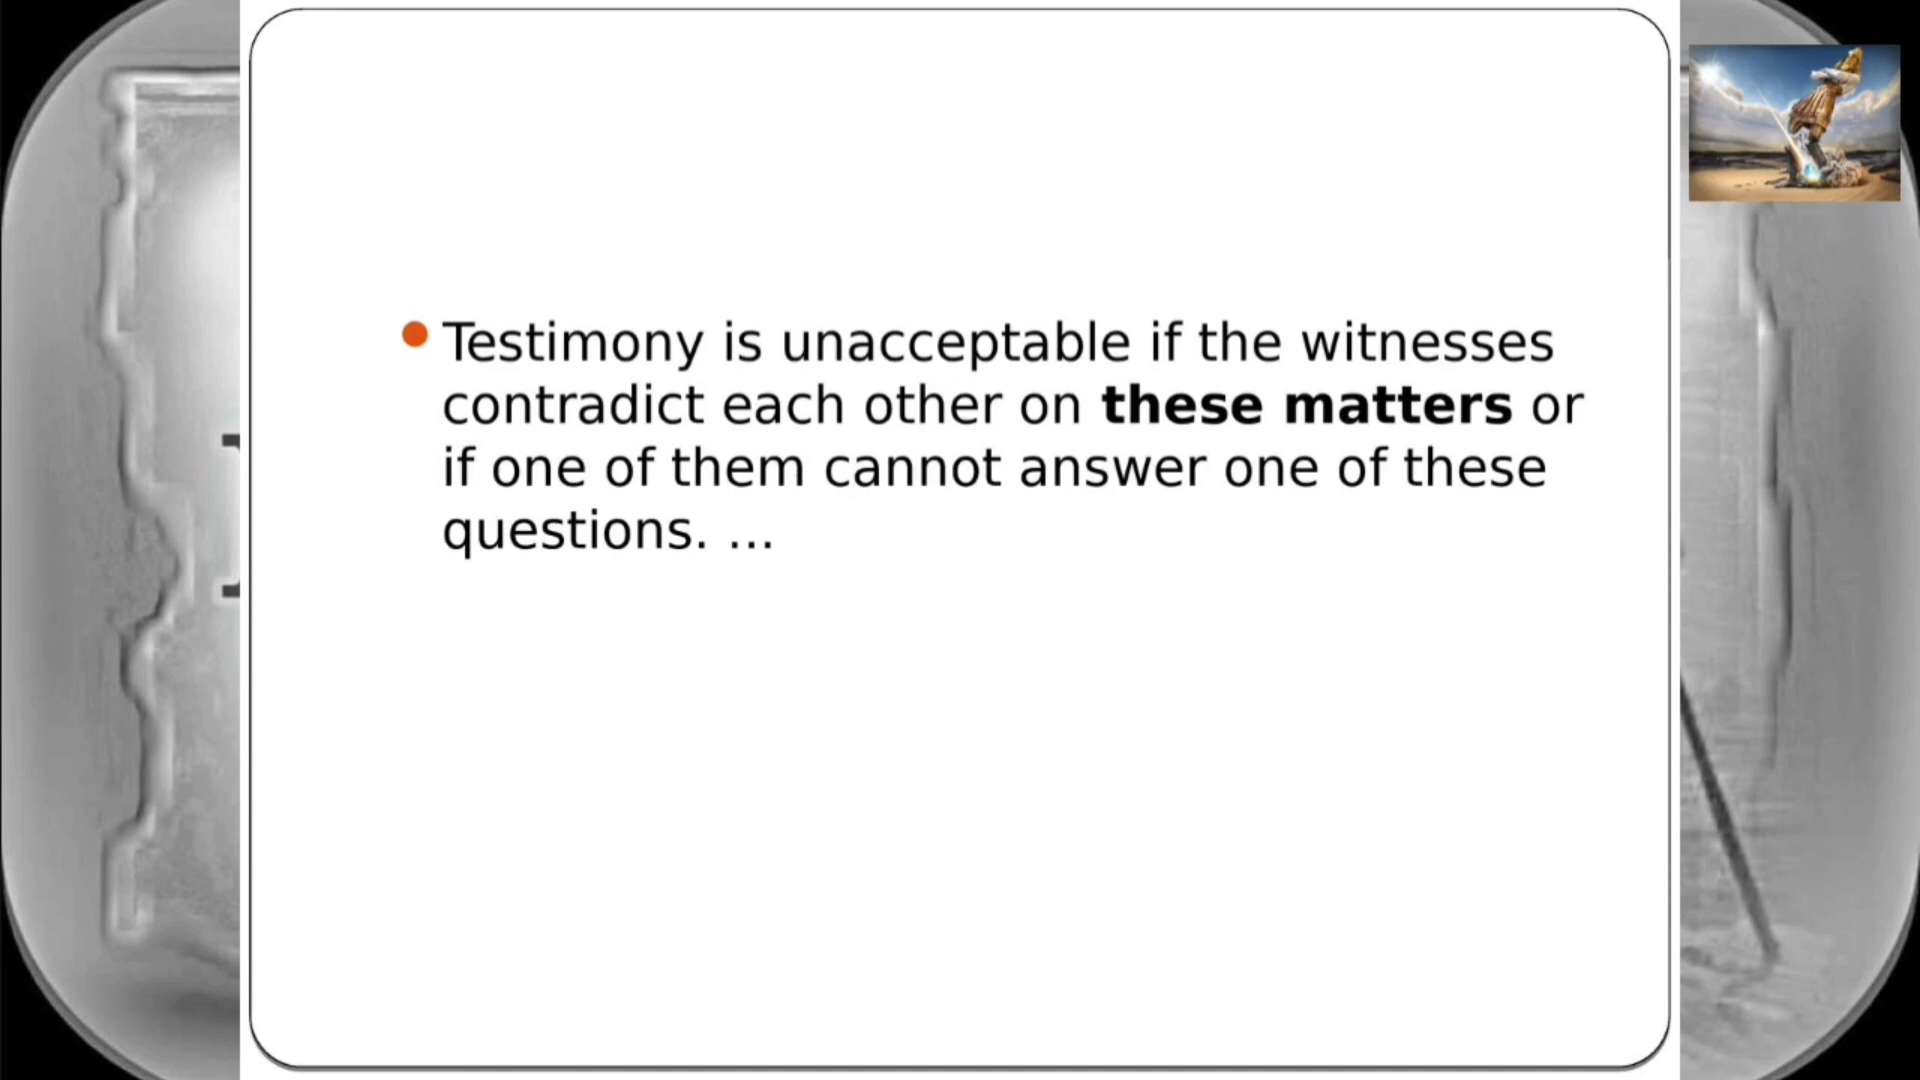 Testimony is unacceptable if the witnesses
contradict each other on these matters or
if one of them cannot answer one of these
questions. ...